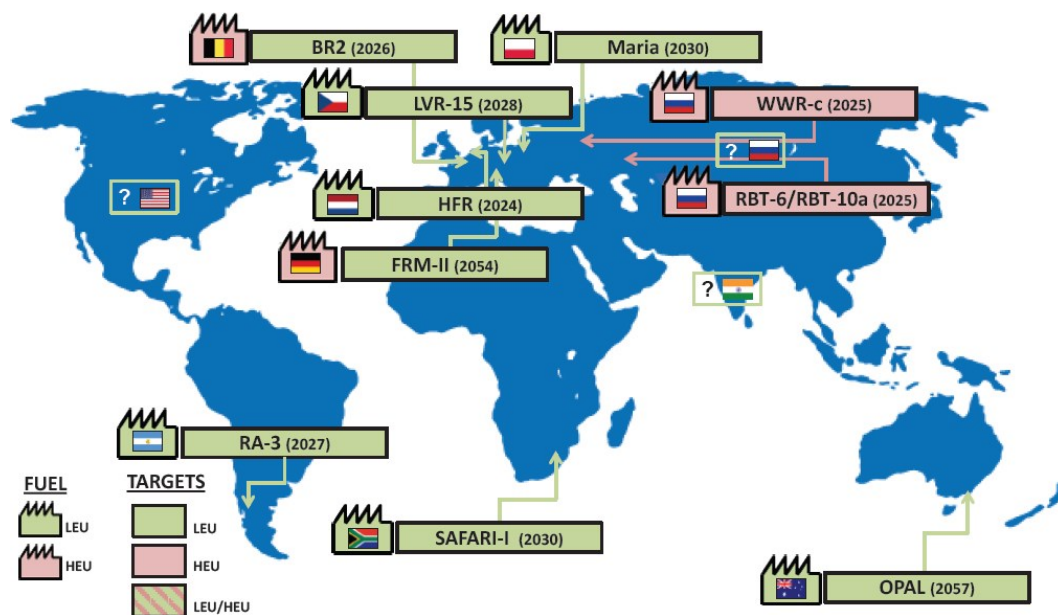 BR2 (2026)
Maria (2030)
LVR-15 (2028)
WWR-c (2025)
?
?
HFR (2024)
RBT-6/RBT-10a (2025)
FRM-II (2054)
?
RA-3 (2027)
FUEL
TARGETS
LEU
LEU
HEU
HEU
LEU/HEU
SAFARI-I (2030)
OPAL (2057)